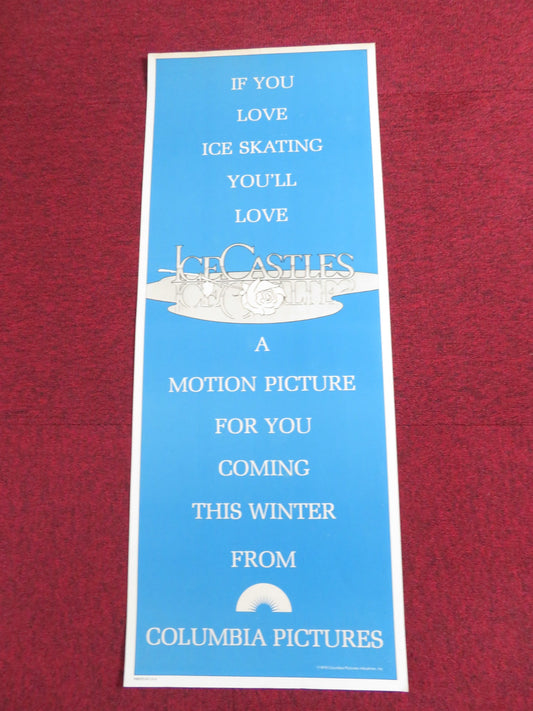 IF YOU
LOVE
ICE SKATING
YOU'LL
LOVE
ICE CASTLES
A
MOTION PICTURE
FOR YOU
COMING
THIS WINTER
FROM
COLUMBIA PICTURES